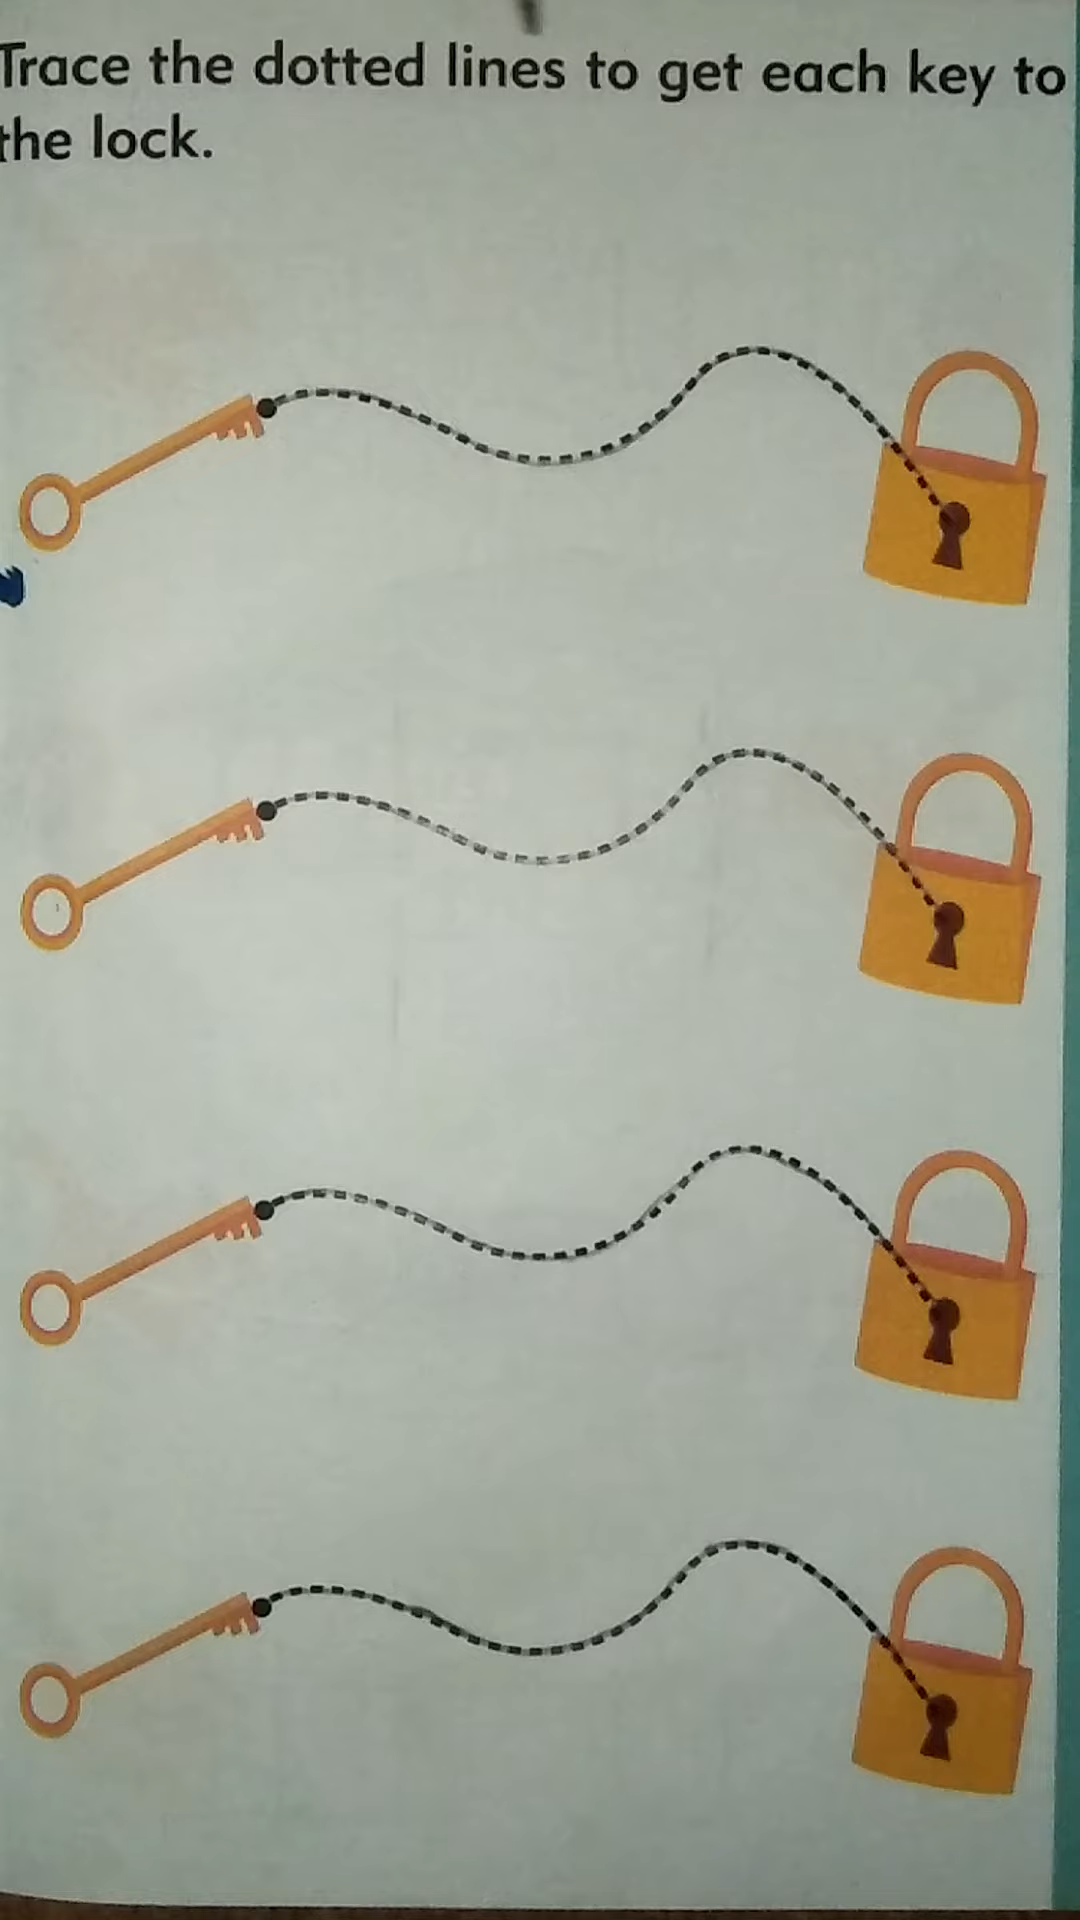 Trace the dotted lines to get each key to
the lock.